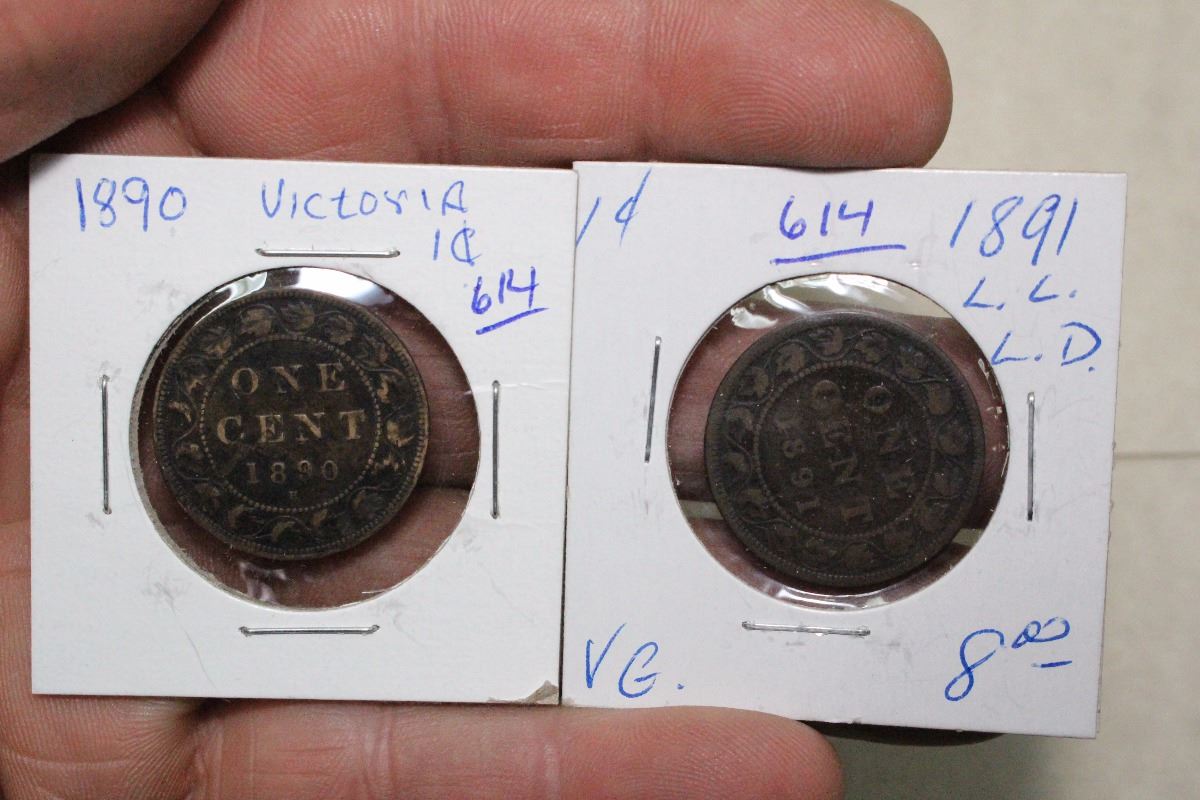 1890 Victoria
1¢
614
ONE
CENT
1890
H
1¢ 614 1891
L. L.
L. D.
ONE
CENT
1891
VG. 8.00